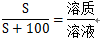 S/(S+100) = 溶质/溶液